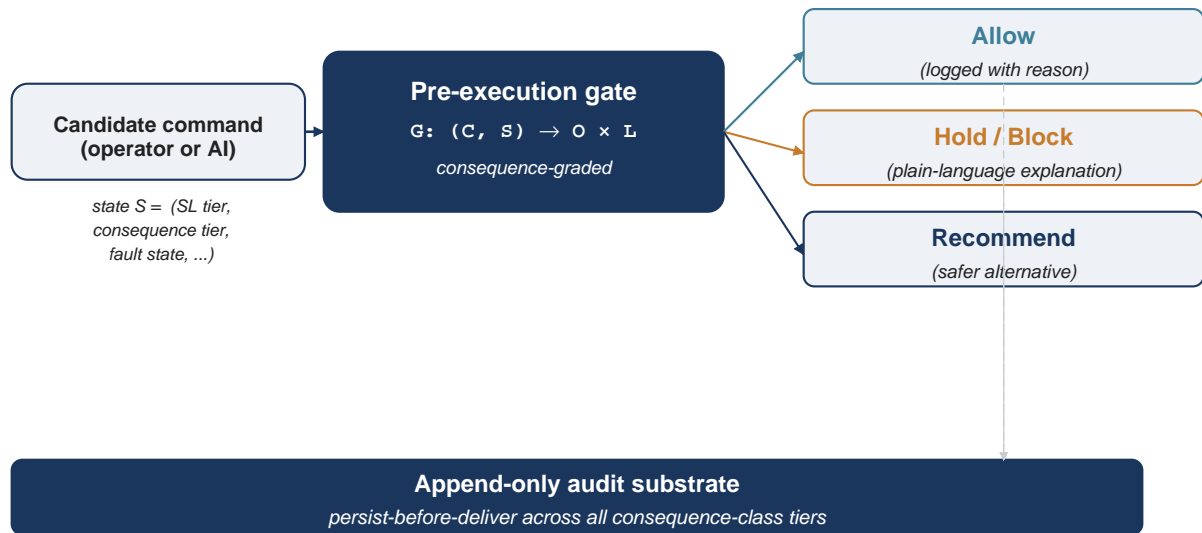 Candidate command
(operator or AI)
state S = (SL tier,
consequence tier,
fault state, ...)
Pre-execution gate
G: (C, S) → O × L
consequence-graded
Allow
(logged with reason)
Hold / Block
(plain-language explanation)
Recommend
(safer alternative)
Append-only audit substrate
persist-before-deliver across all consequence-class tiers